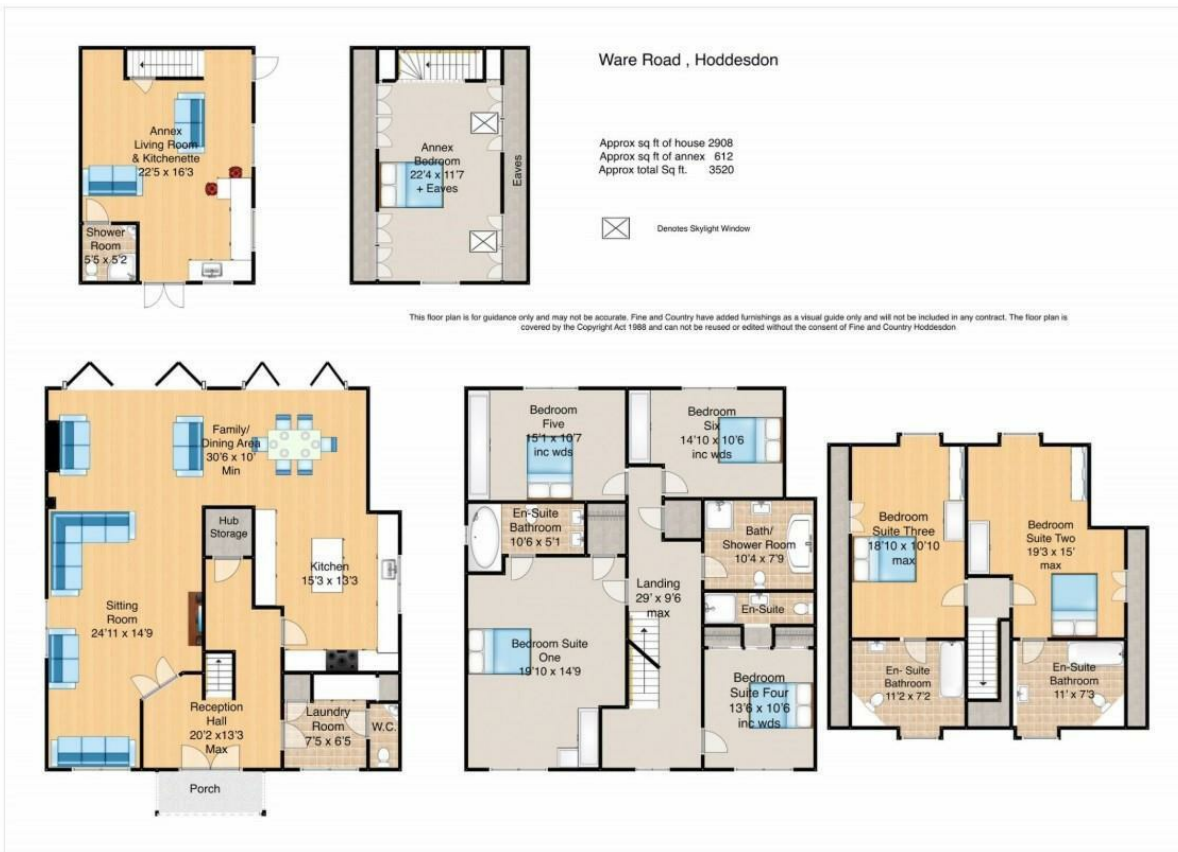 Ware Road , Hoddesdon
Approx sq ft of house 2908
Approx sq ft of annex 612
Approx total Sq ft. 3520
Denotes Skylight Window
Annex
Living Room
& Kitchenette
22'5 x 16'3
Shower
Room
5'5 x 5'2
Annex
Bedroom
22'4 x 11'7
+ Eaves
Eaves
This floor plan is for guidance only and may not be accurate. Fine and Country have added furnishings as a visual guide only and will not be included in any contract. The floor plan is
covered by the Copyright Act 1988 and can not be reused or edited without the consent of Fine and Country Hoddesdon
Family/
Dining Area
30'6 x 10'
Min
Hub
Storage
Kitchen
15'3 x 13'3
Sitting
Room
24'11 x 14'9
Reception
Hall
20'2 x13'3
Max
Laundry
Room
7'5 x 6'5
W.C.
Porch
Bedroom
Five
15'1 x 10'7
inc wds
Bedroom
Six
14'10 x 10'6
inc wds
En-Suite
Bathroom
10'6 x 5'1
Bath/
Shower Room
10'4 x 7'9
Landing
29' x 9'6
max
En-Suite
Bedroom Suite
One
19'10 x 14'9
Bedroom
Suite Four
13'6 x 10'6
inc wds
Bedroom
Suite Three
18'10 x 10'10
max
Bedroom
Suite Two
19'3 x 15'
max
En- Suite
Bathroom
11'2 x 7'2
En-Suite
Bathroom
11' x 7'3